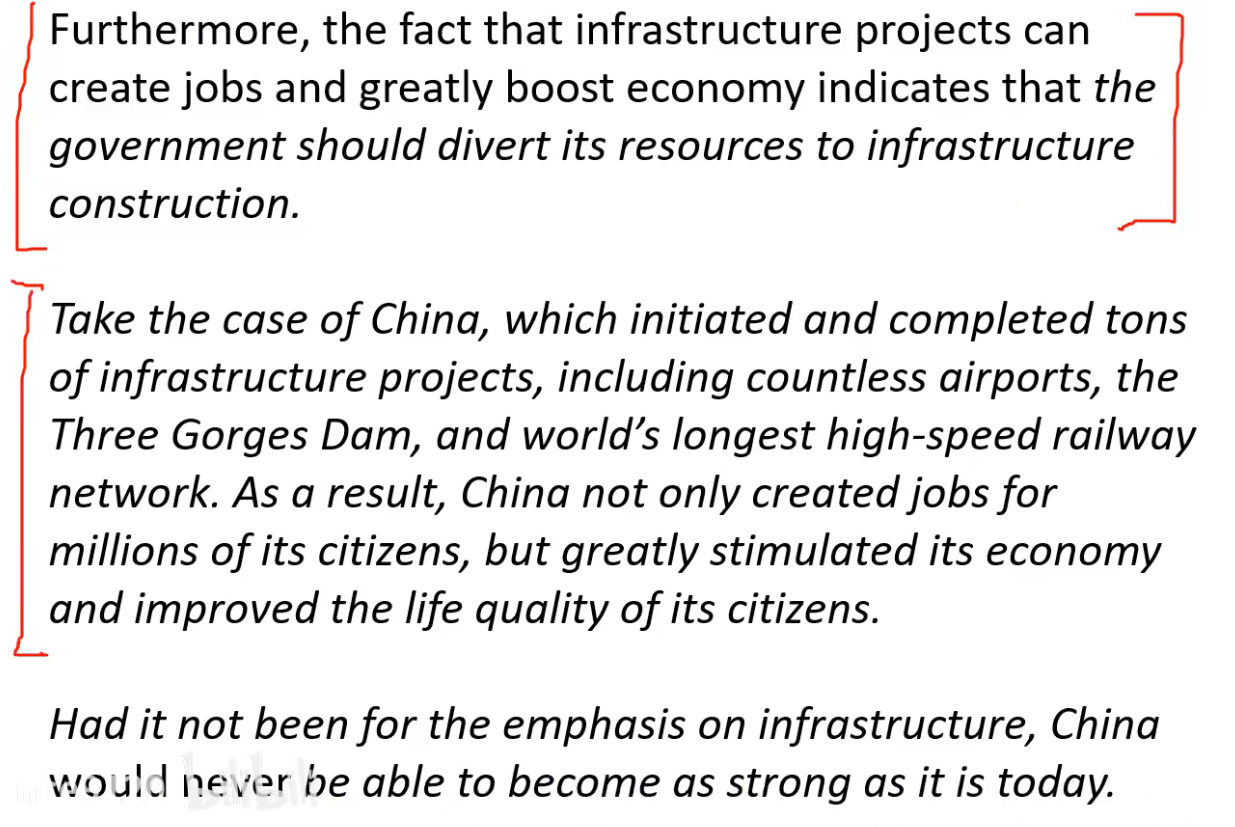 Furthermore, the fact that infrastructure projects can
create jobs and greatly boost economy indicates that the
government should divert its resources to infrastructure
construction.
Take the case of China, which initiated and completed tons
of infrastructure projects, including countless airports, the
Three Gorges Dam, and world’s longest high-speed railway
network. As a result, China not only created jobs for
millions of its citizens, but greatly stimulated its economy
and improved the life quality of its citizens.
Had it not been for the emphasis on infrastructure, China
would never be able to become as strong as it is today.